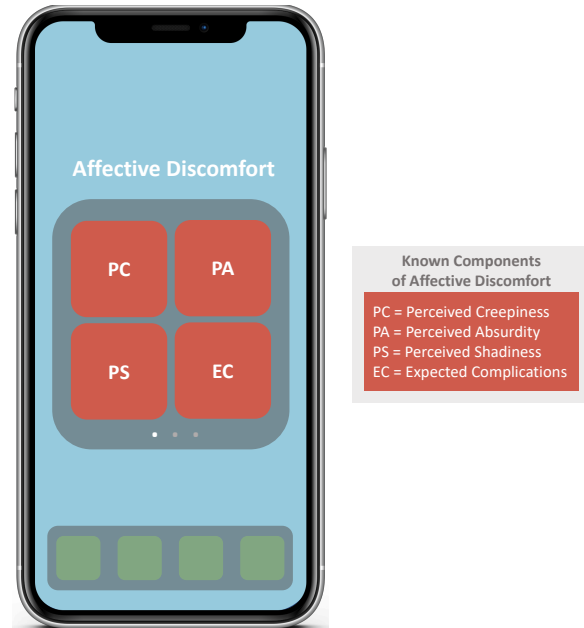 Affective Discomfort
PC
PA
PS
EC
Known Components
of Affective Discomfort
PC = Perceived Creepiness
PA = Perceived Absurdity
PS = Perceived Shadiness
EC = Expected Complications